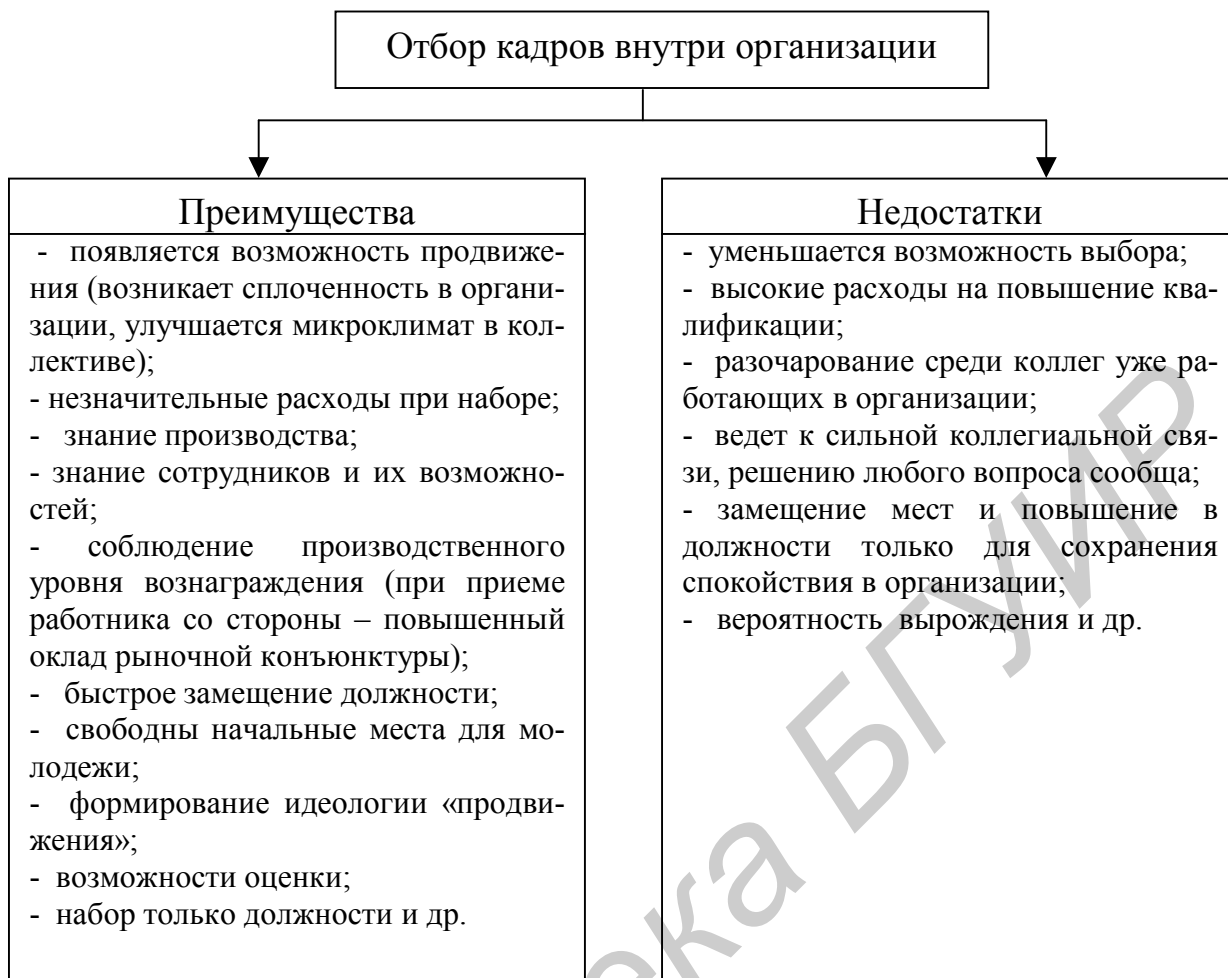 Отбор кадров внутри организации
Преимущества
- появляется возможность продвиже-
ния (возникает сплоченность в органи-
зации, улучшается микроклимат в кол-
лективе);
- незначительные расходы при наборе;
- знание производства;
- знание сотрудников и их возможно-
стей;
- соблюдение производственного
уровня вознаграждения (при приеме
работника со стороны – повышенный
оклад рыночной конъюнктуры);
- быстрое замещение должности;
- свободны начальные места для мо-
лодежи;
- формирование идеологии «продви-
жения»;
- возможности оценки;
- набор только должности и др.
Недостатки
- уменьшается возможность выбора;
- высокие расходы на повышение ква-
лификации;
- разочарование среди коллег уже ра-
ботающих в организации;
- ведет к сильной коллегиальной свя-
зи, решению любого вопроса сообща;
- замещение мест и повышение в
должности только для сохранения
спокойствия в организации;
- вероятность вырождения и др.
ека БГУИР